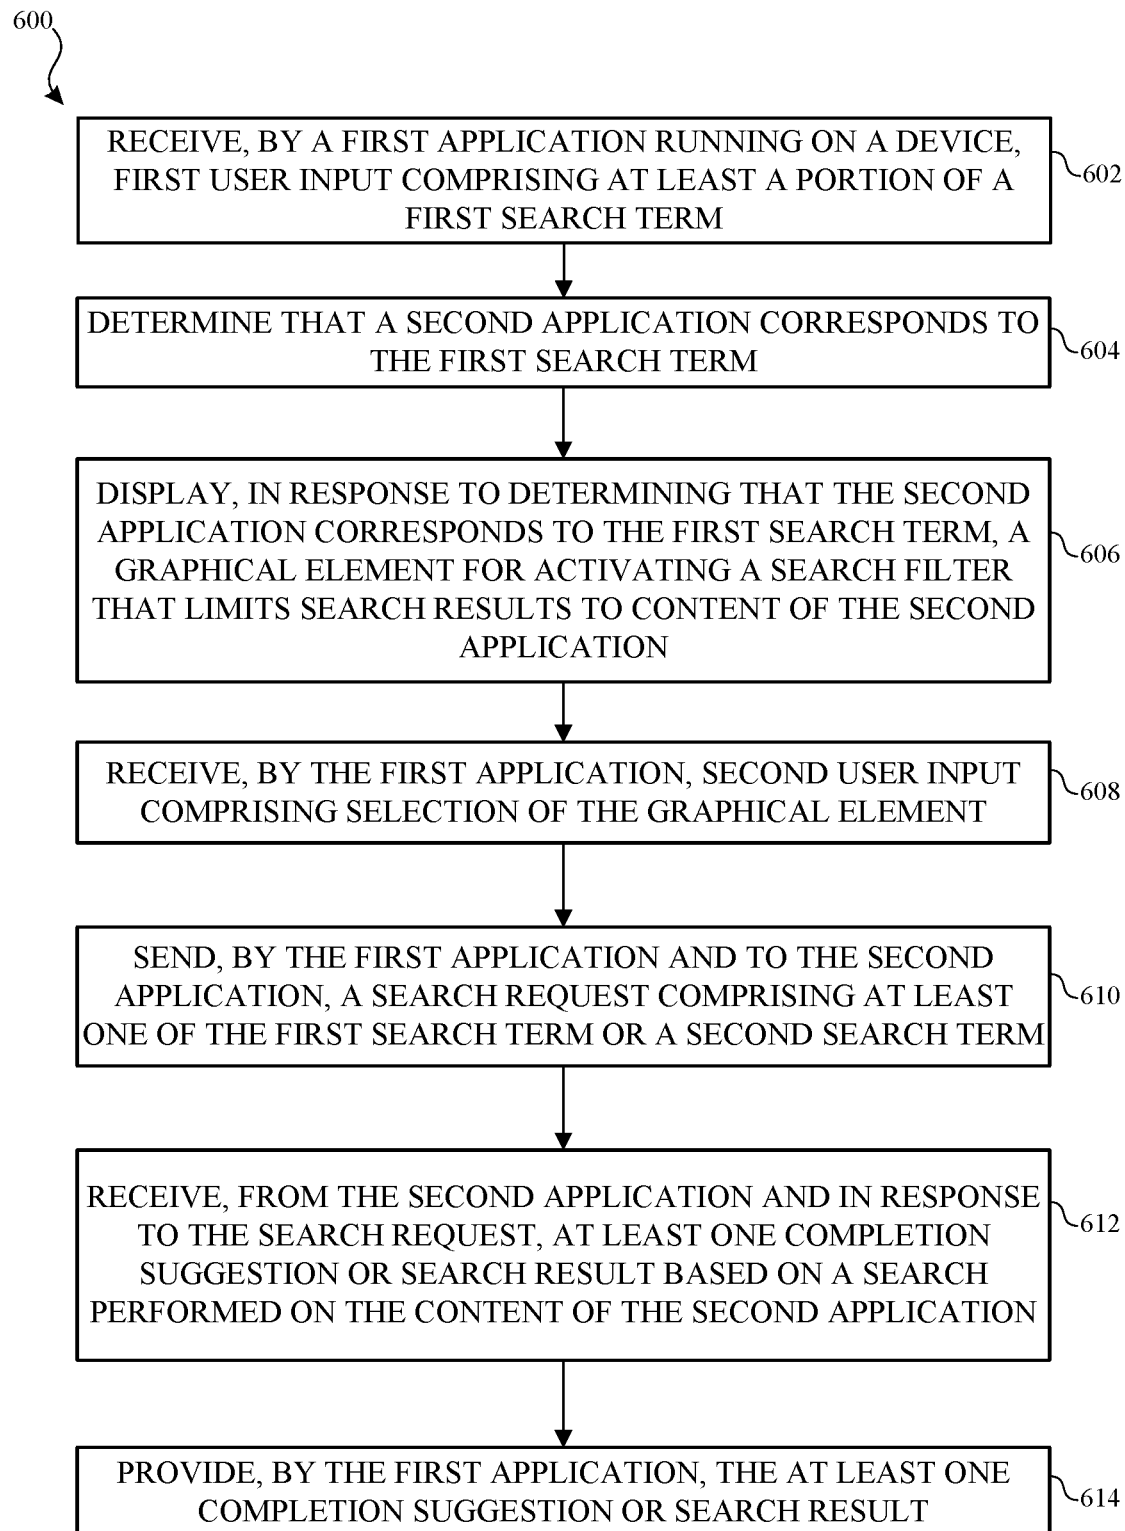 600
RECEIVE, BY A FIRST APPLICATION RUNNING ON A DEVICE,
FIRST USER INPUT COMPRISING AT LEAST A PORTION OF A
FIRST SEARCH TERM
602
DETERMINE THAT A SECOND APPLICATION CORRESPONDS TO
THE FIRST SEARCH TERM
604
DISPLAY, IN RESPONSE TO DETERMINING THAT THE SECOND
APPLICATION CORRESPONDS TO THE FIRST SEARCH TERM, A
GRAPHICAL ELEMENT FOR ACTIVATING A SEARCH FILTER
THAT LIMITS SEARCH RESULTS TO CONTENT OF THE SECOND
APPLICATION
606
RECEIVE, BY THE FIRST APPLICATION, SECOND USER INPUT
COMPRISING SELECTION OF THE GRAPHICAL ELEMENT
608
SEND, BY THE FIRST APPLICATION AND TO THE SECOND
APPLICATION, A SEARCH REQUEST COMPRISING AT LEAST
ONE OF THE FIRST SEARCH TERM OR A SECOND SEARCH TERM
610
RECEIVE, FROM THE SECOND APPLICATION AND IN RESPONSE
TO THE SEARCH REQUEST, AT LEAST ONE COMPLETION
SUGGESTION OR SEARCH RESULT BASED ON A SEARCH
PERFORMED ON THE CONTENT OF THE SECOND APPLICATION
612
PROVIDE, BY THE FIRST APPLICATION, THE AT LEAST ONE
COMPLETION SUGGESTION OR SEARCH RESULT
614